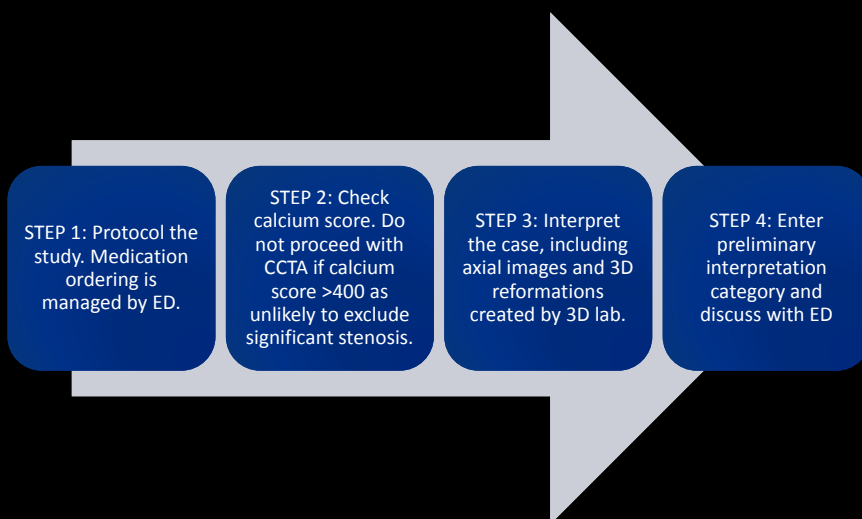 STEP 1: Protocol the
study. Medication
ordering is
managed by ED.
STEP 2: Check
calcium score. Do
not proceed with
CCTA if calcium
score >400 as
unlikely to exclude
significant stenosis.
STEP 3: Interpret
the case, including
axial images and 3D
reformations
created by 3D lab.
STEP 4: Enter
preliminary
interpretation
category and
discuss with ED